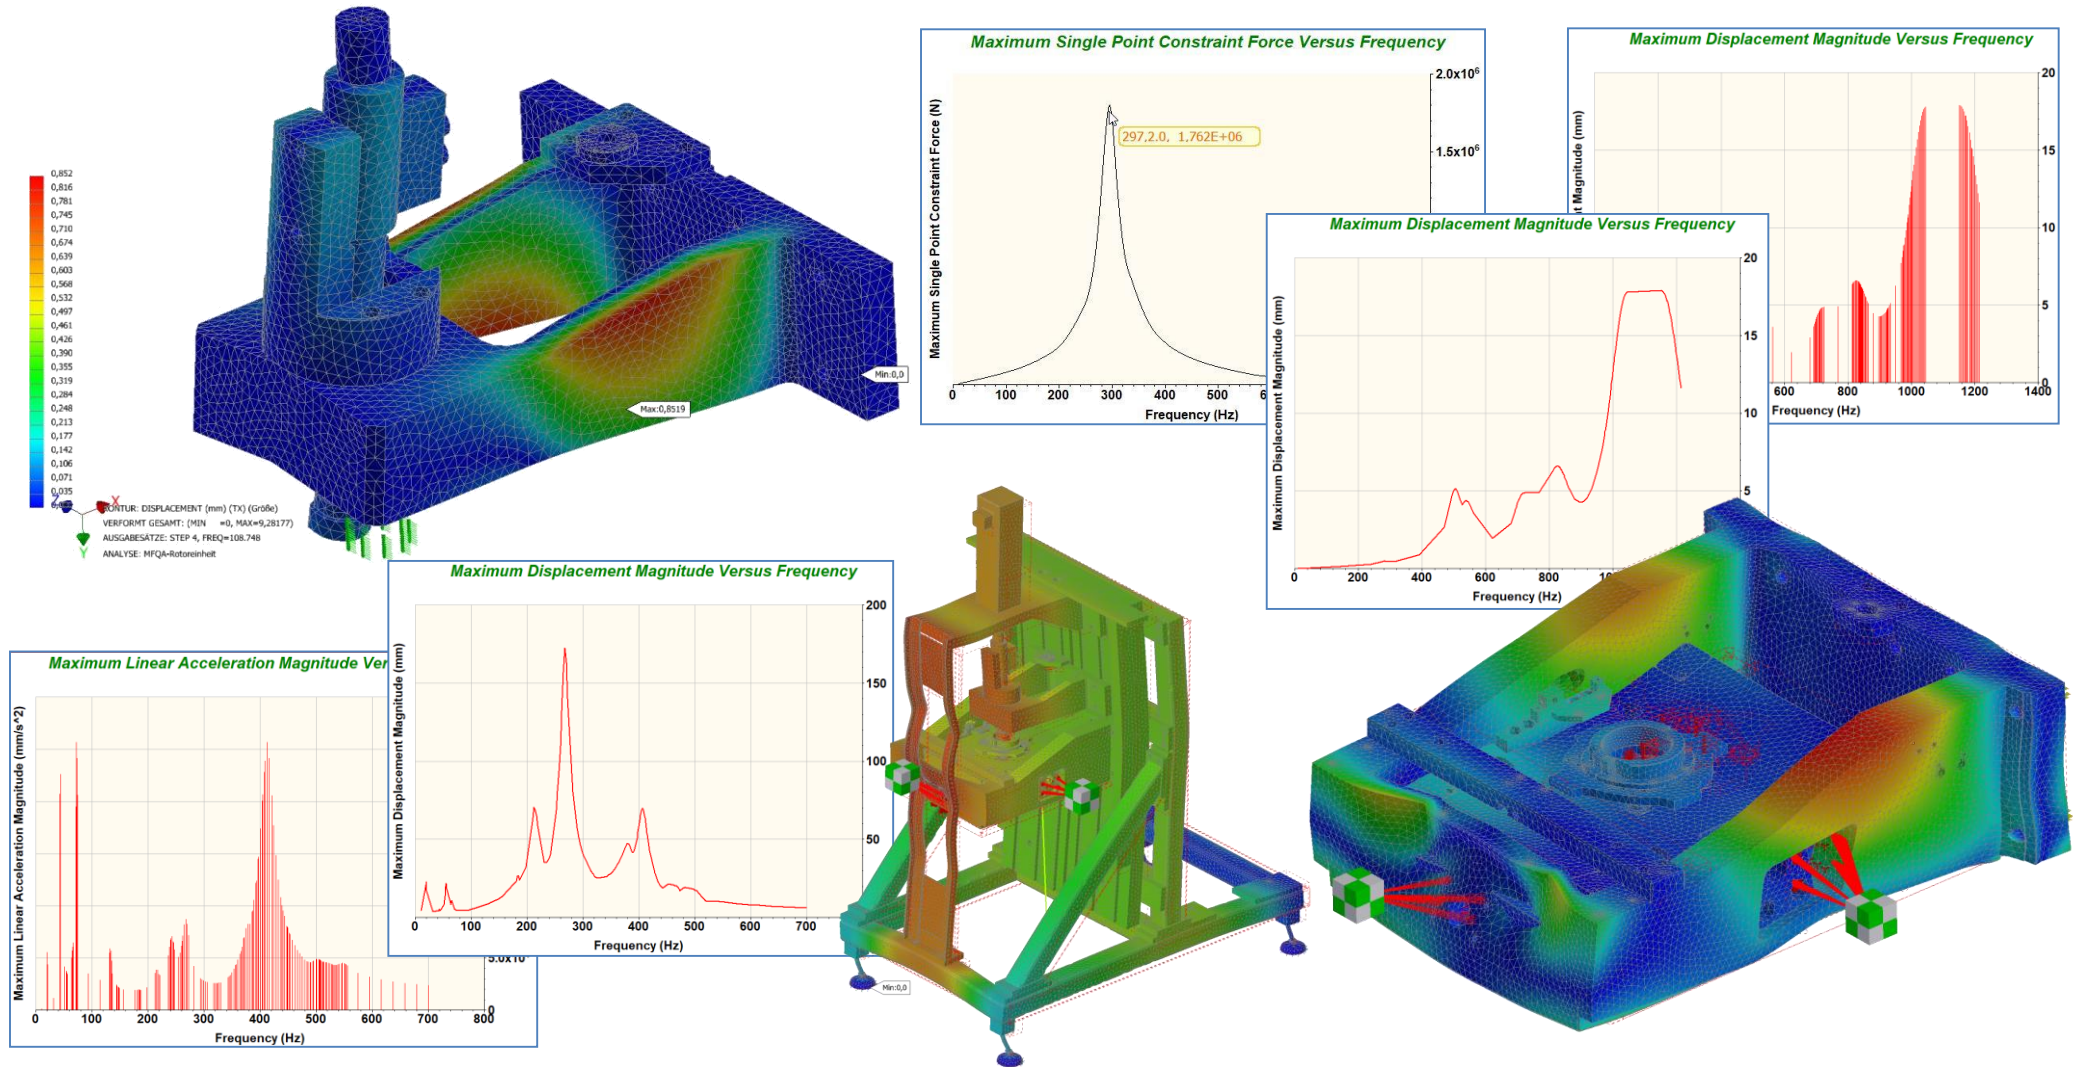 0,852
0,816
0,781
0,745
0,710
0,674
0,639
0,603
0,568
0,532
0,497
0,461
0,426
0,390
0,355
0,319
0,284
0,248
0,213
0,177
0,142
0,106
0,071
0,035
Z
X
Y
DISPLACEMENT (mm) (TX) (Größe)
VERFORMT GESAMT: (MIN =0, MAX=9,28177)
AUSGABESÄTZE: STEP 4, FREQ=108.748
ANALYSE: MFQA-Rotoreinheit
Min:0,0
Max:0,8519
Maximum Single Point Constraint Force Versus Frequency
Maximum Single Point Constraint Force (N)
2.0x10⁶
1.5x10⁶
297,2.0, 1,762E+06
0 100 200 300 400 500
Frequency (Hz)
Maximum Displacement Magnitude Versus Frequency
Magnitude (mm)
20
15
10
5
0
600 800 1000 1200 1400
Frequency (Hz)
Maximum Displacement Magnitude Versus Frequency
Maximum Displacement Magnitude (mm)
20
15
10
5
0 200 400 600 800
Frequency (Hz)
Maximum Displacement Magnitude Versus Frequency
Maximum Displacement Magnitude (mm)
200
150
100
50
0 100 200 300 400 500 600 700
Frequency (Hz)
Maximum Linear Acceleration Magnitude Ver
Maximum Linear Acceleration Magnitude (mm/s^2)
0
0 100 200 300 400 500 600 700 800
Frequency (Hz)
Min:0,0